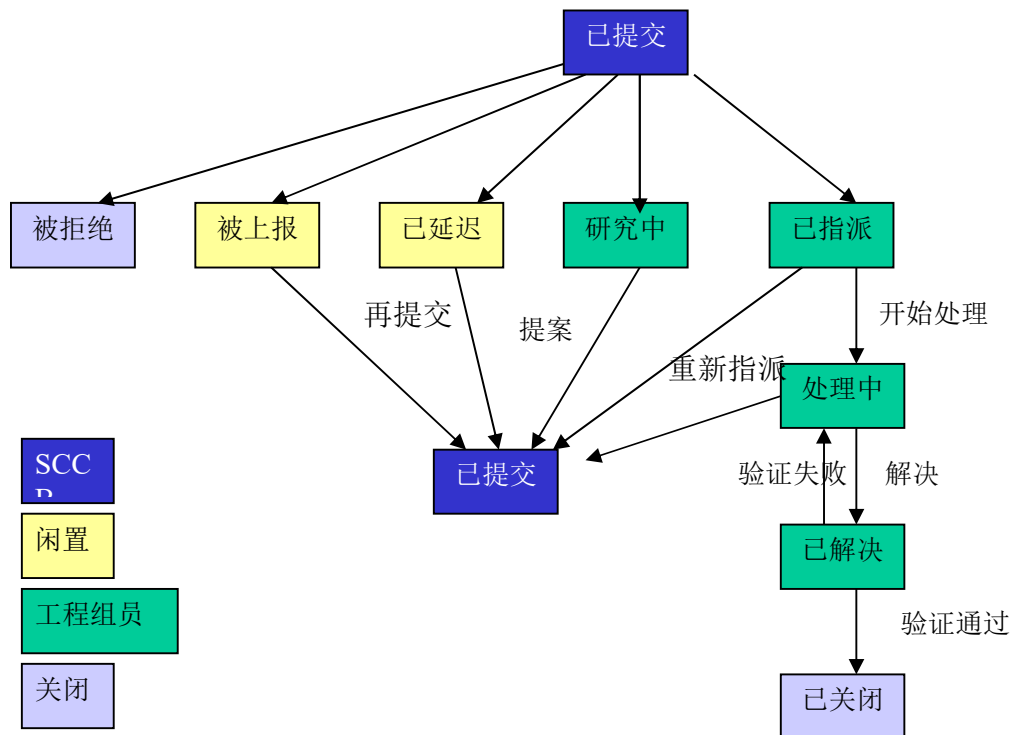 已提交
被拒绝
被上报
已延迟
研究中
已指派
再提交
提案
开始处理
重新指派
处理中
SCC
已提交
验证失败
解决
闲置
已解决
工程组员
验证通过
关闭
已关闭